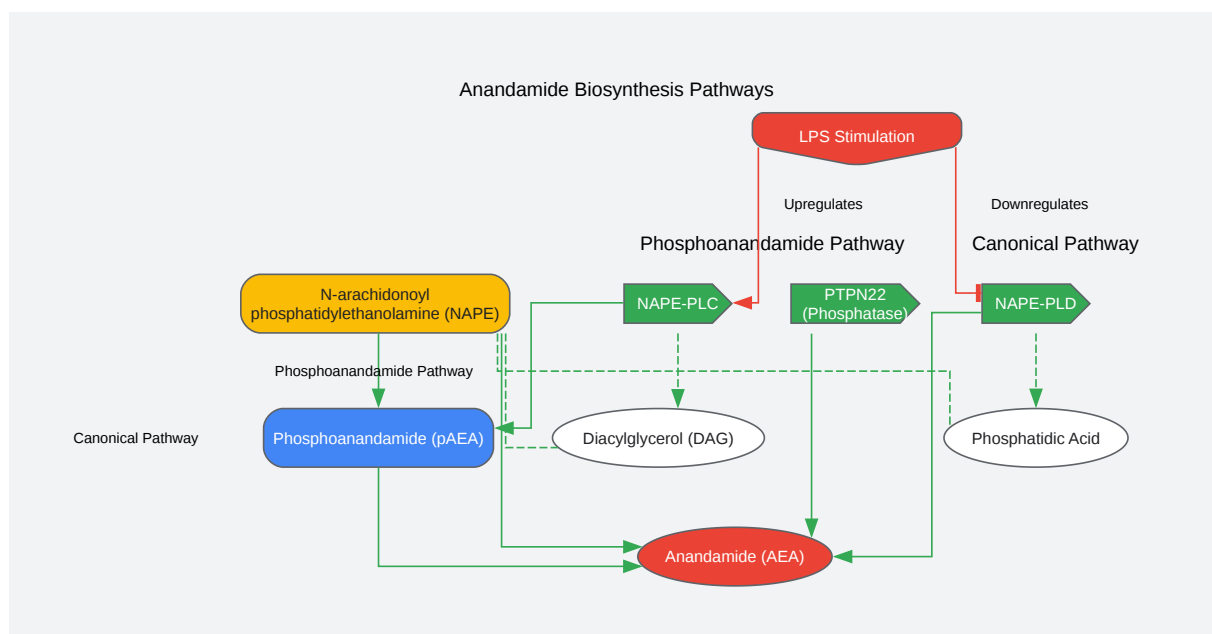 Anandamide Biosynthesis Pathways
LPS Stimulation
Upregulates
Downregulates
Phosphoanandamide Pathway
Canonical Pathway
N-arachidonoyl
phosphatidylethanolamine (NAPE)
NAPE-PLC
PTPN22
(Phosphatase)
NAPE-PLD
Phosphoanandamide Pathway
Canonical Pathway
Phosphoanandamide (pAEA)
Diacylglycerol (DAG)
Phosphatidic Acid
Anandamide (AEA)